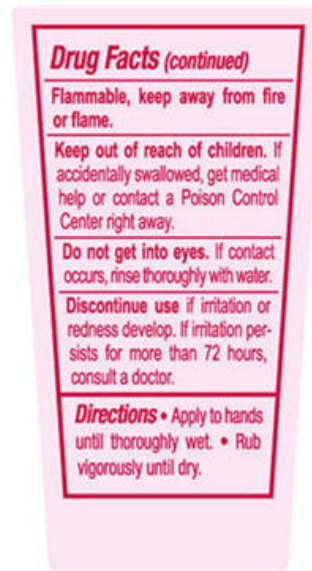 Drug Facts (continued)
Flammable, keep away from fire
or flame.
Keep out of reach of children. If
accidentally swallowed, get medical
help or contact a Poison Control
Center right away.
Do not get into eyes. If contact
occurs, rinse thoroughly with water.
Discontinue use if irritation or
redness develop. If irritation per-
sists for more than 72 hours,
consult a doctor.
Directions • Apply to hands
until thoroughly wet. • Rub
vigorously until dry.